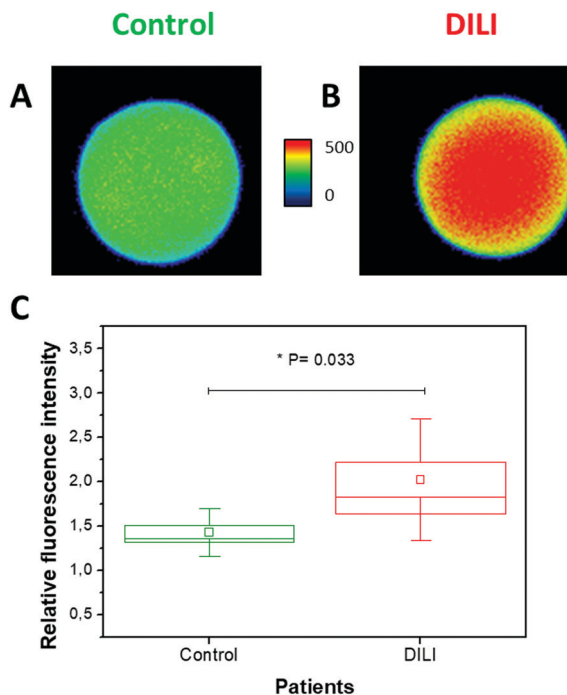 Control
DILI
A
B
500
0
C
Relative fluorescence intensity
3,5
3,0
2,5
2,0
1,5
1,0
0,5
* P= 0.033
Control
DILI
Patients